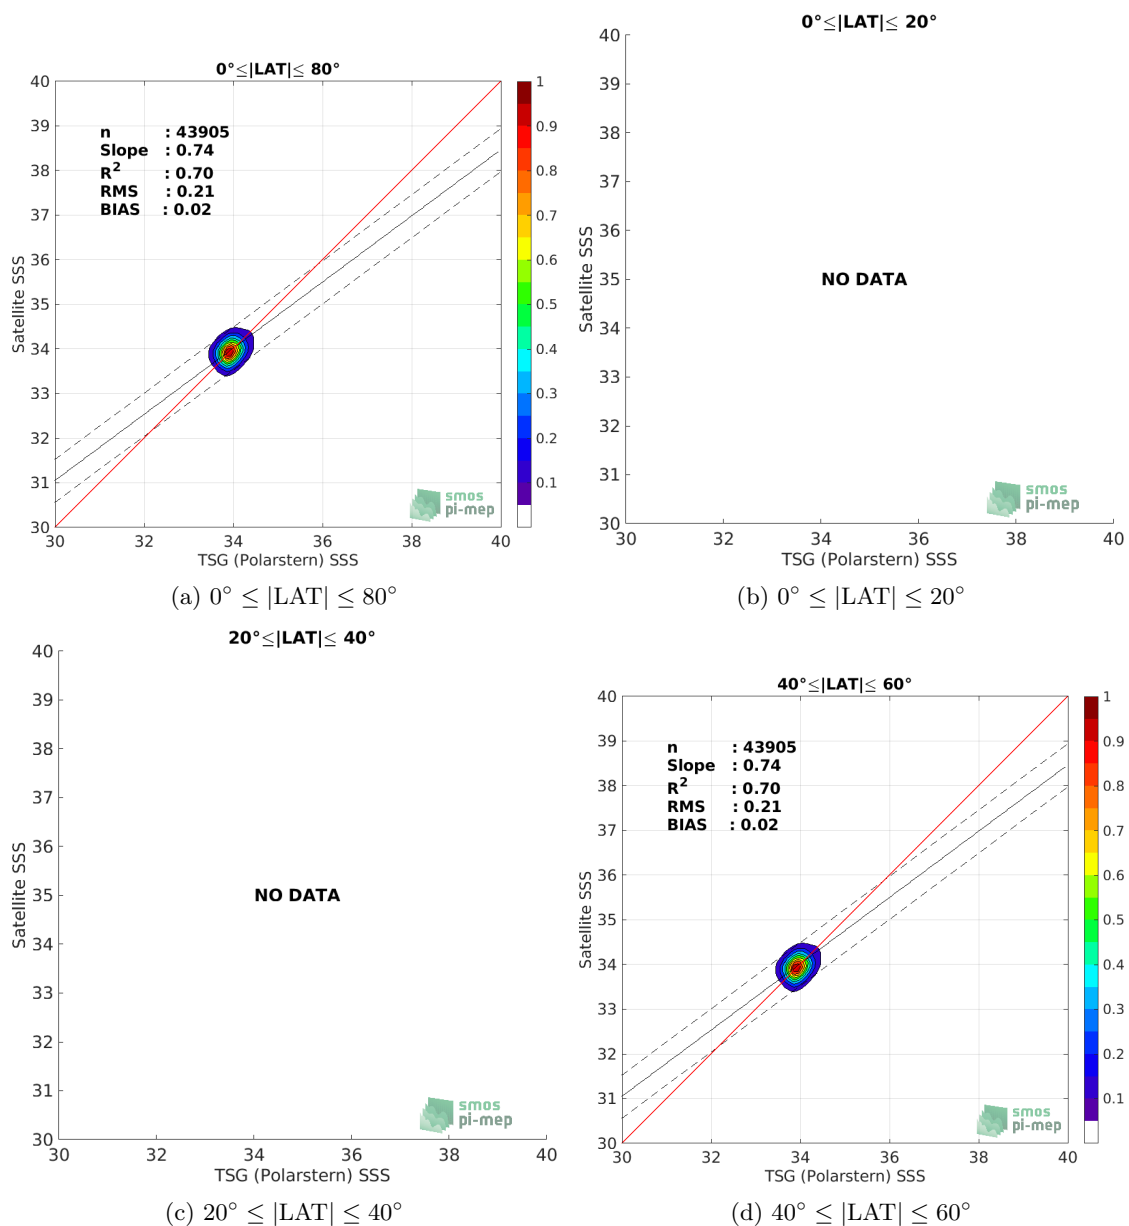 0°≤|LAT|≤ 80°
40
39
38
37
36
35
34
33
32
31
30
30 32 34 36 38 40
Satellite SSS
TSG (Polarstern) SSS
n : 43905
Slope : 0.74
R² : 0.70
RMS : 0.21
BIAS : 0.02
1
0.9
0.8
0.7
0.6
0.5
0.4
0.3
0.2
0.1
smos
pi-mep
(a) 0° ≤ |LAT| ≤ 80°
0°≤|LAT|≤ 20°
40
39
38
37
36
35
34
33
32
31
30
30 32 34 36 38 40
Satellite SSS
TSG (Polarstern) SSS
NO DATA
smos
pi-mep
(b) 0° ≤ |LAT| ≤ 20°
20°≤|LAT|≤ 40°
40
39
38
37
36
35
34
33
32
31
30
30 32 34 36 38 40
Satellite SSS
TSG (Polarstern) SSS
NO DATA
smos
pi-mep
(c) 20° ≤ |LAT| ≤ 40°
40°≤|LAT|≤ 60°
40
39
38
37
36
35
34
33
32
31
30
30 32 34 36 38 40
Satellite SSS
TSG (Polarstern) SSS
n : 43905
Slope : 0.74
R² : 0.70
RMS : 0.21
BIAS : 0.02
1
0.9
0.8
0.7
0.6
0.5
0.4
0.3
0.2
0.1
smos
pi-mep
(d) 40° ≤ |LAT| ≤ 60°